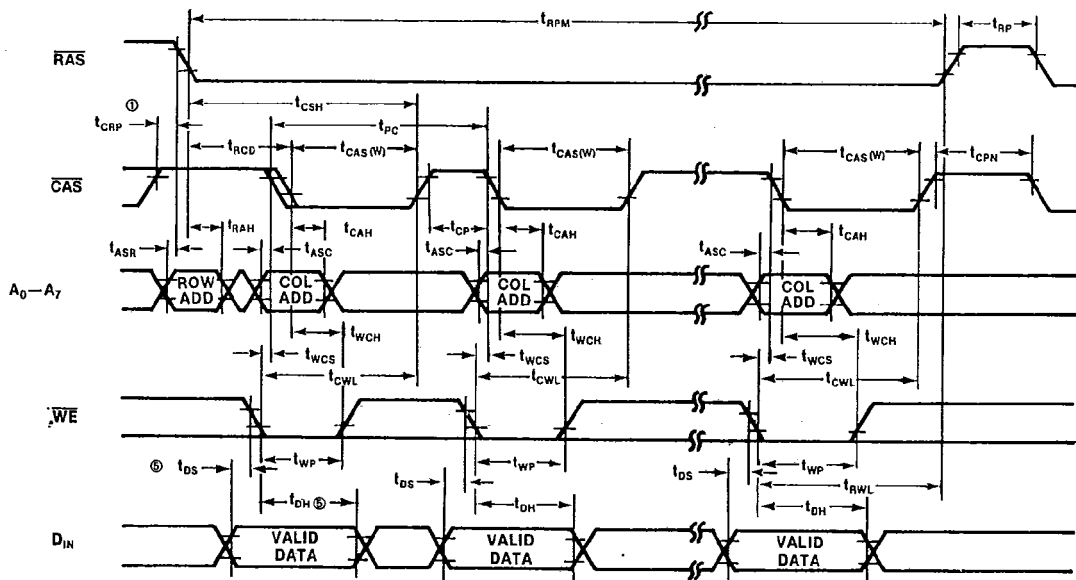 tRPM
tRP
RAS
①
tCRP
tCSH
tPC
tRCD
tCAS (W)
tCAS (W)
tCAS (W)
tCPN
CAS
tRAH
tCAH
tCP
tCAH
tCAH
tASR
tASC
tASC
tASC
A0—A7
ROW ADD
COL ADD
COL ADD
COL ADD
tWCH
tWCH
tWCH
tWCS
tWCS
tWCS
tCWL
tCWL
tCWL
WE
tWP
tWP
tWP
⑤ tDS
tDS
tDS
tRWL
tDH ⑤
tDH
tDH
DIN
VALID DATA
VALID DATA
VALID DATA